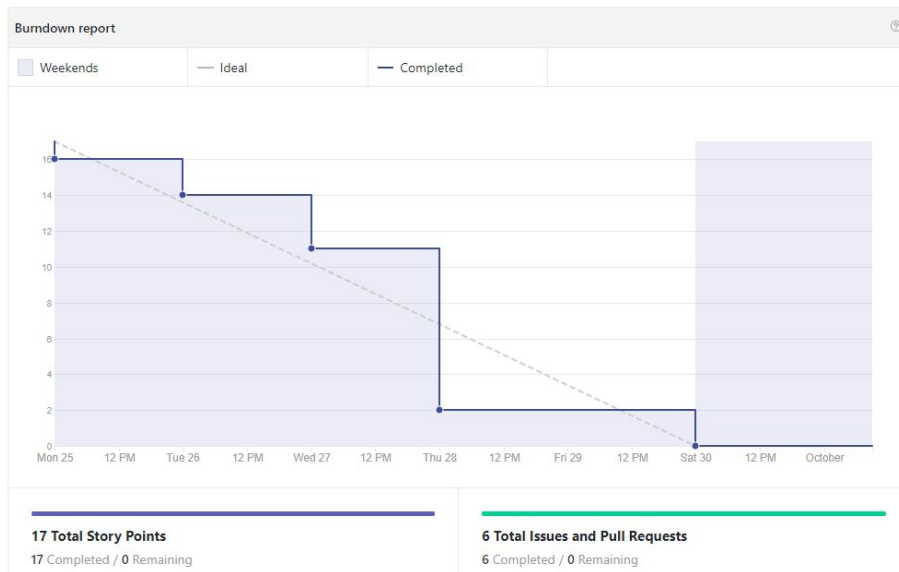 Burndown report
Weekends
Ideal
Completed
16
14
12
10
8
6
4
2
0
Mon 25 12 PM Tue 26 12 PM Wed 27 12 PM Thu 28 12 PM Fri 29 12 PM Sat 30 12 PM October
17 Total Story Points
17 Completed / 0 Remaining
6 Total Issues and Pull Requests
6 Completed / 0 Remaining